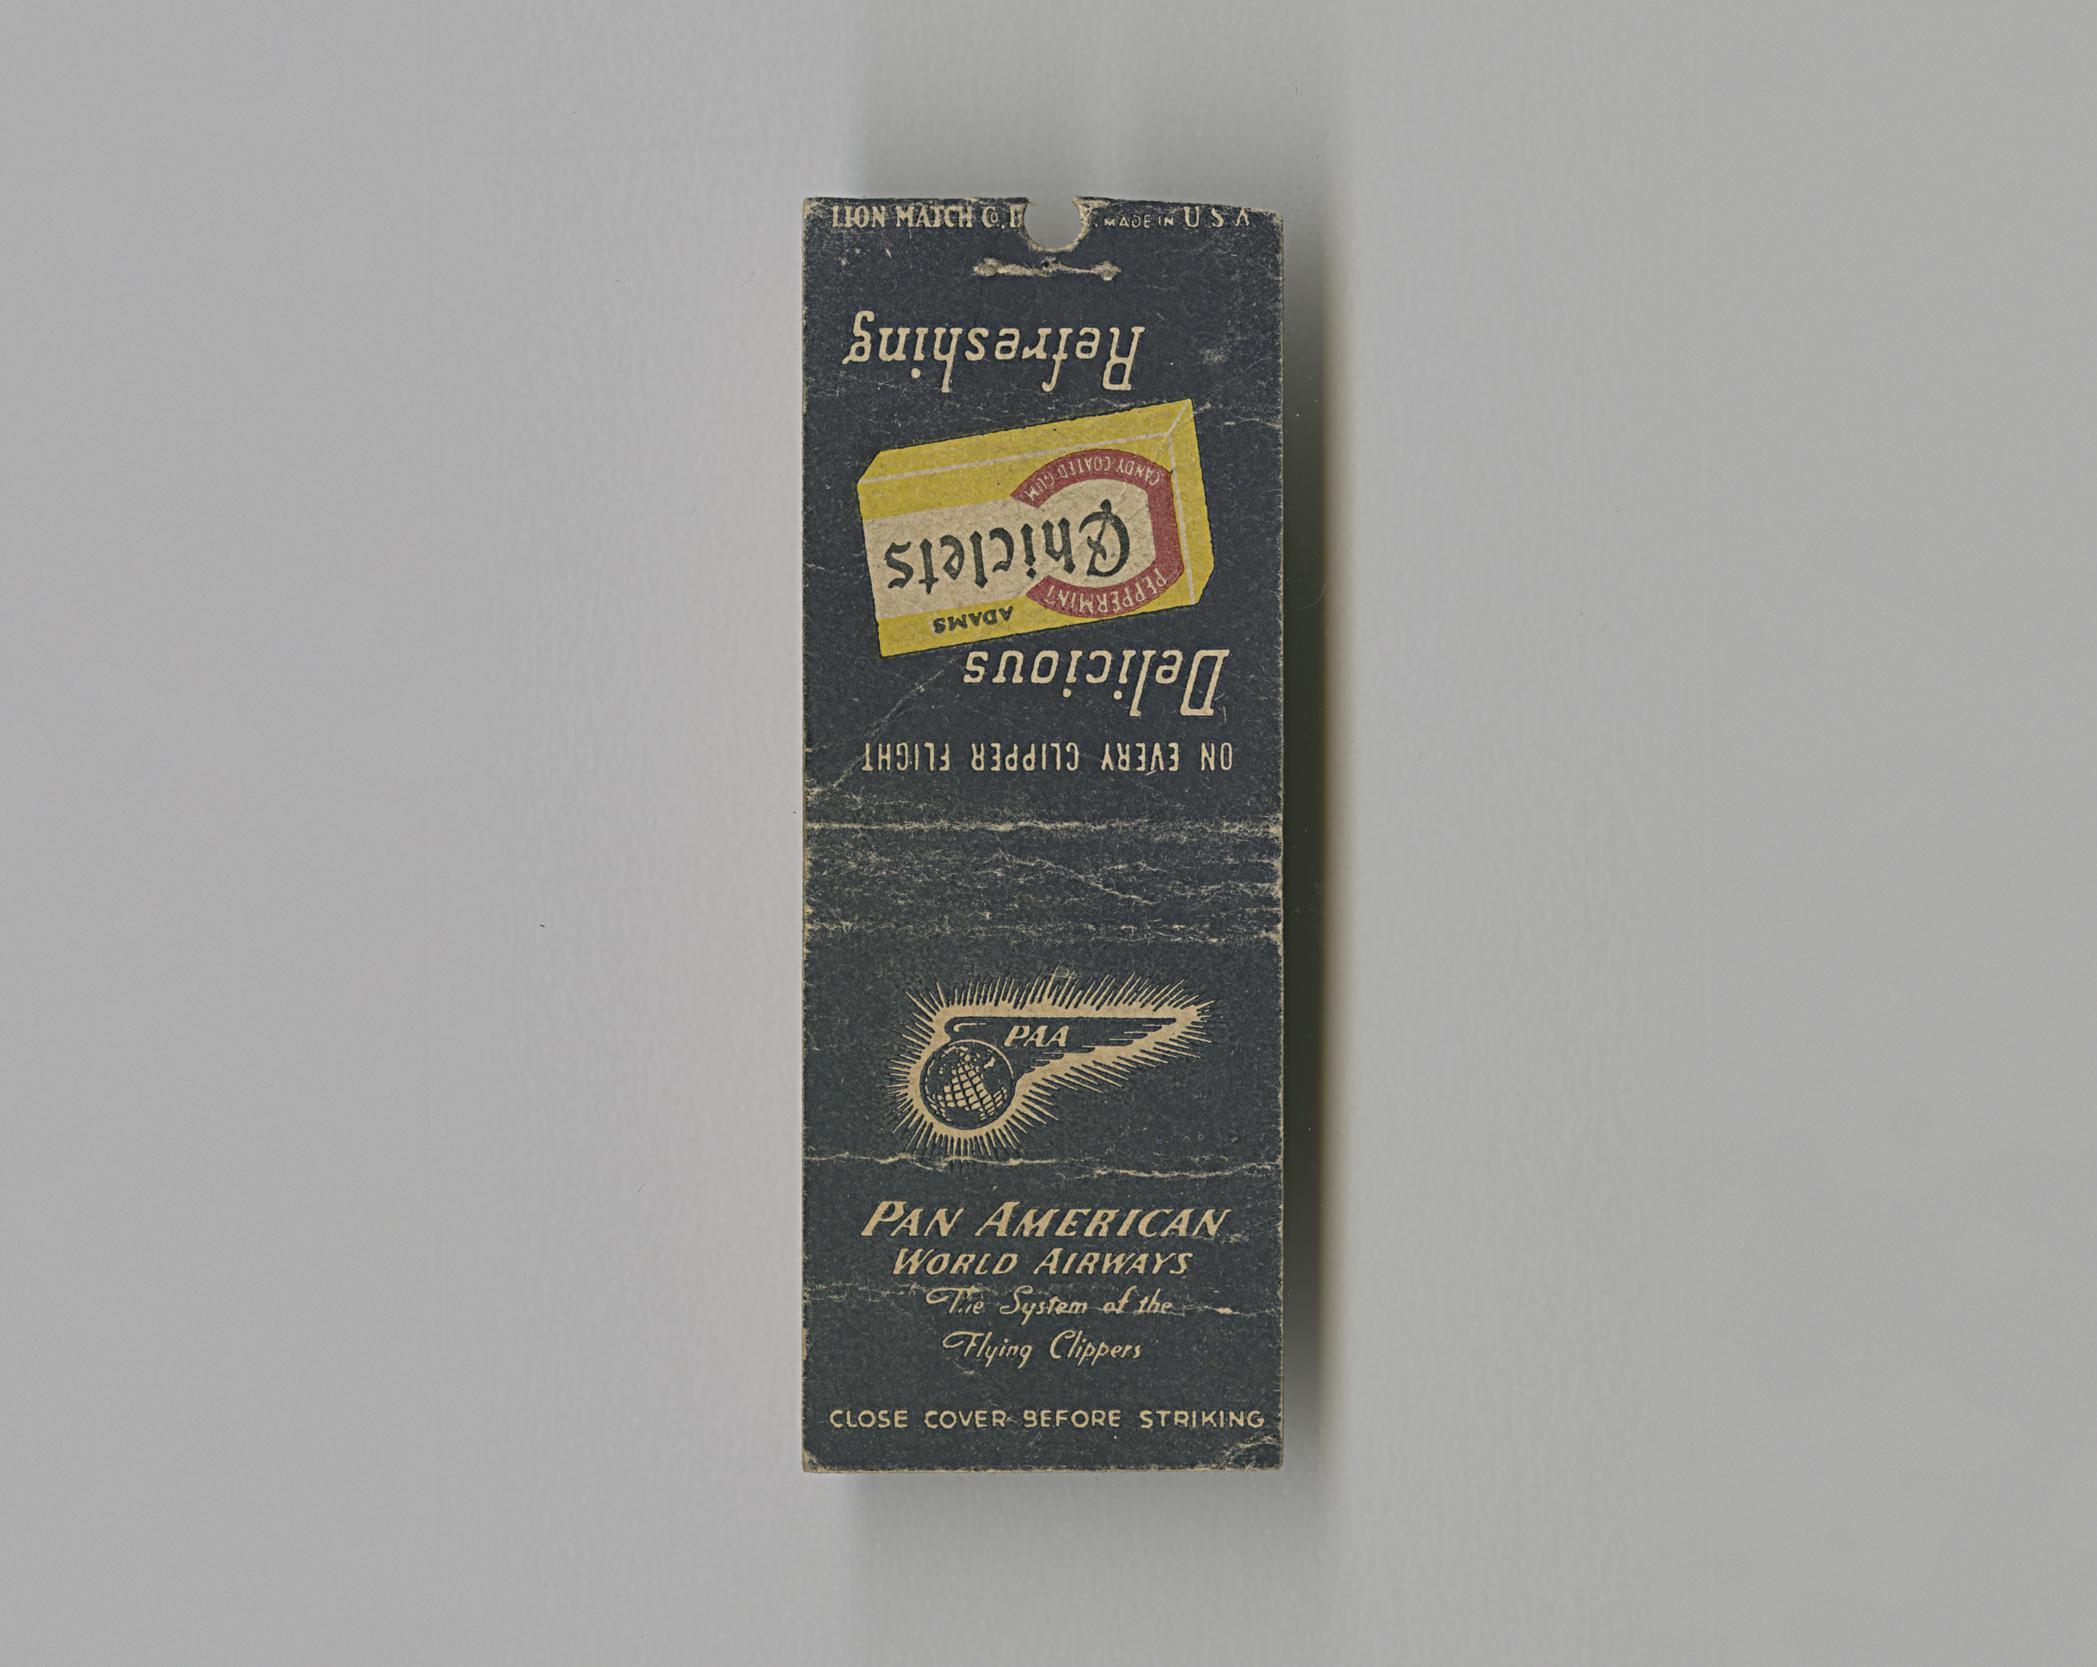 LION MATCH CO. MADE IN U S A
Refreshing
CANDY COATED GUM
Chiclets
PEPPERMINT
ADAMS
Delicious
ON EVERY CLIPPER FLIGHT
PAA
PAN AMERICAN
WORLD AIRWAYS
The System of the
Flying Clippers
CLOSE COVER BEFORE STRIKING